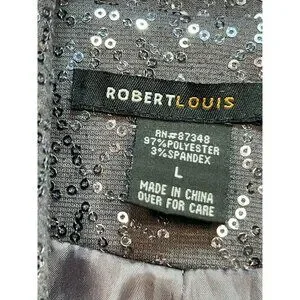 ROBERTLOUIS
RN#87348
97%POLYESTER
3%SPANDEX
L
MADE IN CHINA
OVER FOR CARE